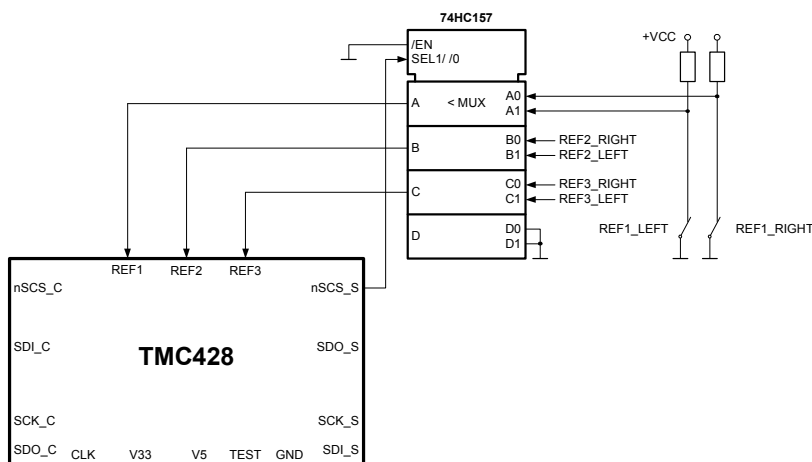 74HC157
/EN
SEL1/ /0
+VCC
A
< MUX
A0
A1
B
B0
B1
REF2_RIGHT
REF2_LEFT
C
C0
C1
REF3_RIGHT
REF3_LEFT
D
D0
D1
REF1_LEFT
REF1_RIGHT
REF1
REF2
REF3
nSCS_C
nSCS_S
SDI_C
TMC428
SDO_S
SCK_C
SCK_S
SDO_C
CLK
V33
V5
TEST
GND
SDI_S